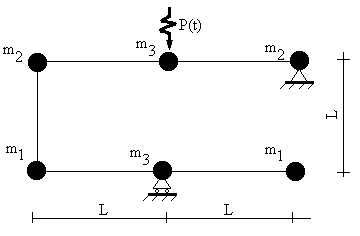 P(t)
m₂ m₃ m₂
L
m₁ m₃ m₁
L L